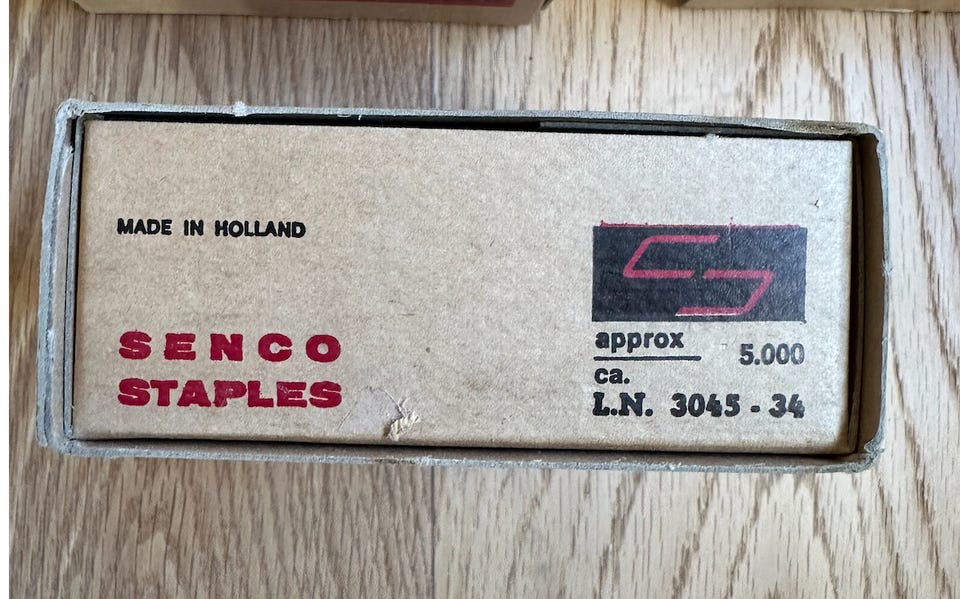 MADE IN HOLLAND
SENCO
STAPLES
approx
ca.
5.000
L.N. 3045 - 34